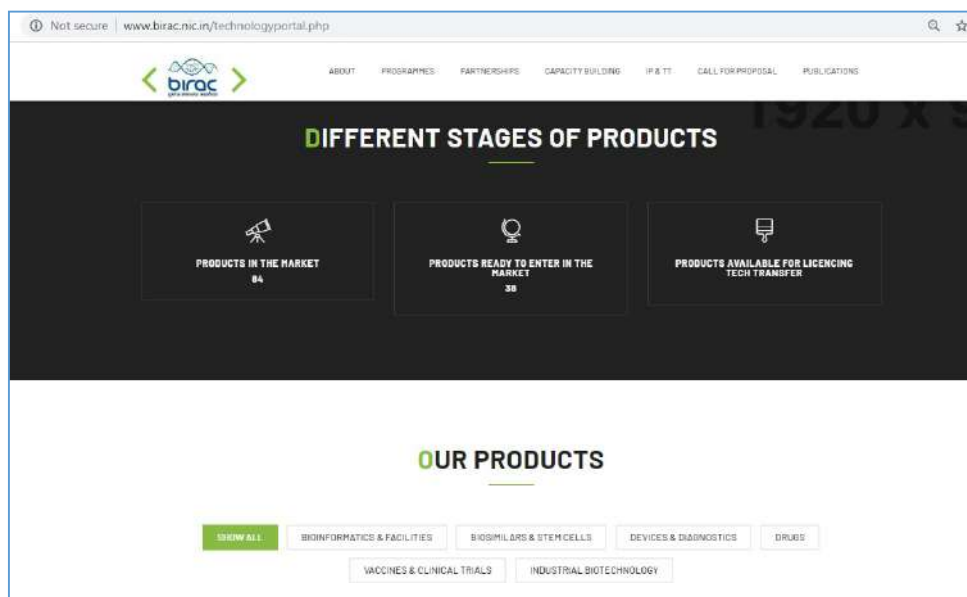 Not secure | www.birac.nic.in/technologyportal.php
birac
ABOUT PROGRAMMES PARTNERSHIPS CAPACITY BUILDING IP & TT CALL FOR PROPOSAL PUBLICATIONS
1920 x 9
DIFFERENT STAGES OF PRODUCTS
PRODUCTS IN THE MARKET
64
PRODUCTS READY TO ENTER IN THE
MARKET
38
PRODUCTS AVAILABLE FOR LICENCING
TECH TRANSFER
OUR PRODUCTS
SHOW ALL BIOINFORMATICS & FACILITIES BIOSIMILARS & STEM CELLS DEVICES & DIAGNOSTICS DRUGS
VACCINES & CLINICAL TRIALS INDUSTRIAL BIOTECHNOLOGY